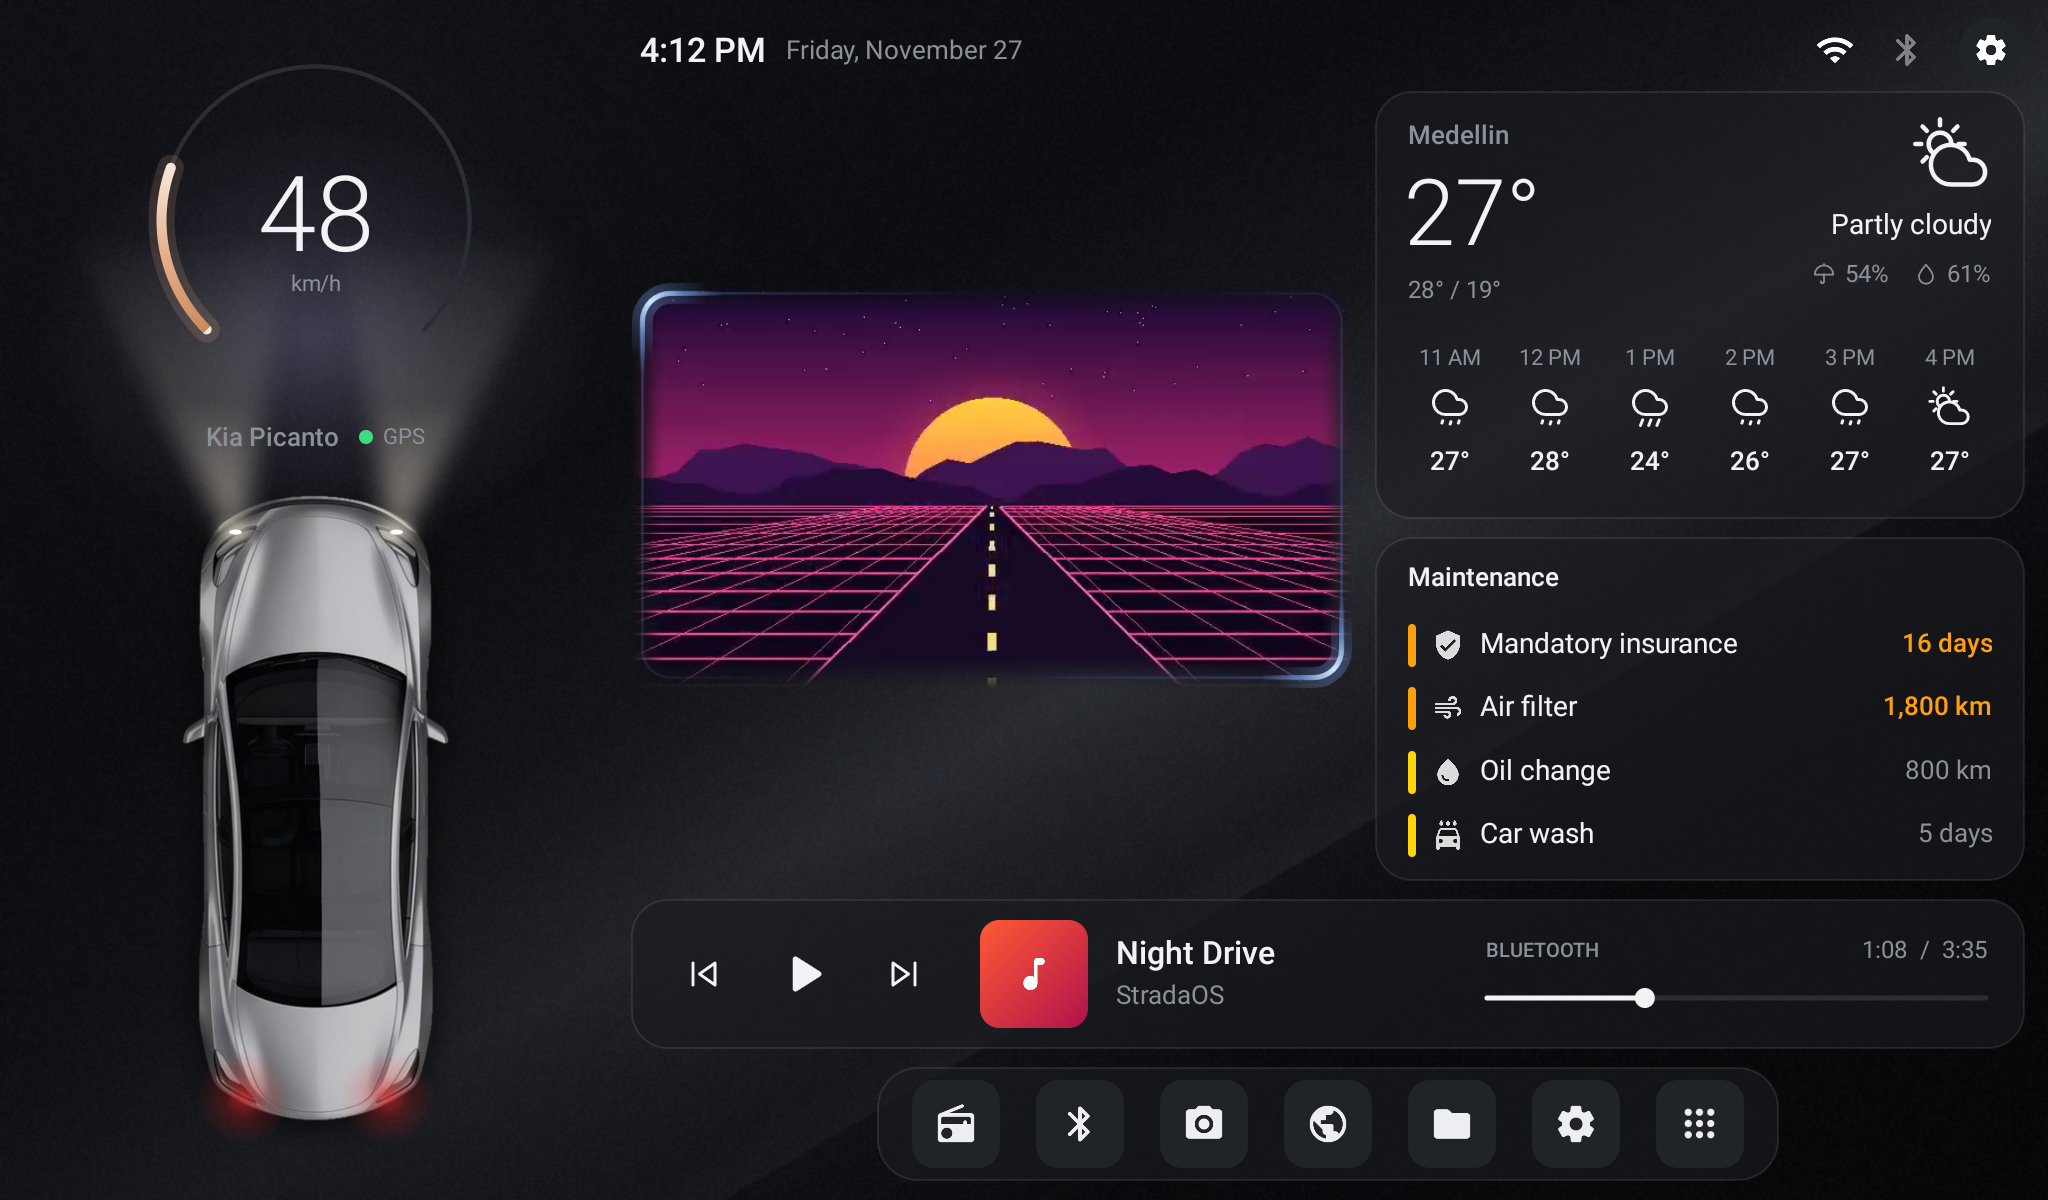 4:12 PM Friday, November 27
48
km/h
Kia Picanto GPS
Medellin
27°
Partly cloudy
28° / 19°
54% 61%
11 AM 12 PM 1 PM 2 PM 3 PM 4 PM
27° 28° 24° 26° 27° 27°
Maintenance
Mandatory insurance 16 days
Air filter 1,800 km
Oil change 800 km
Car wash 5 days
Night Drive
StradaOS
BLUETOOTH 1:08 / 3:35